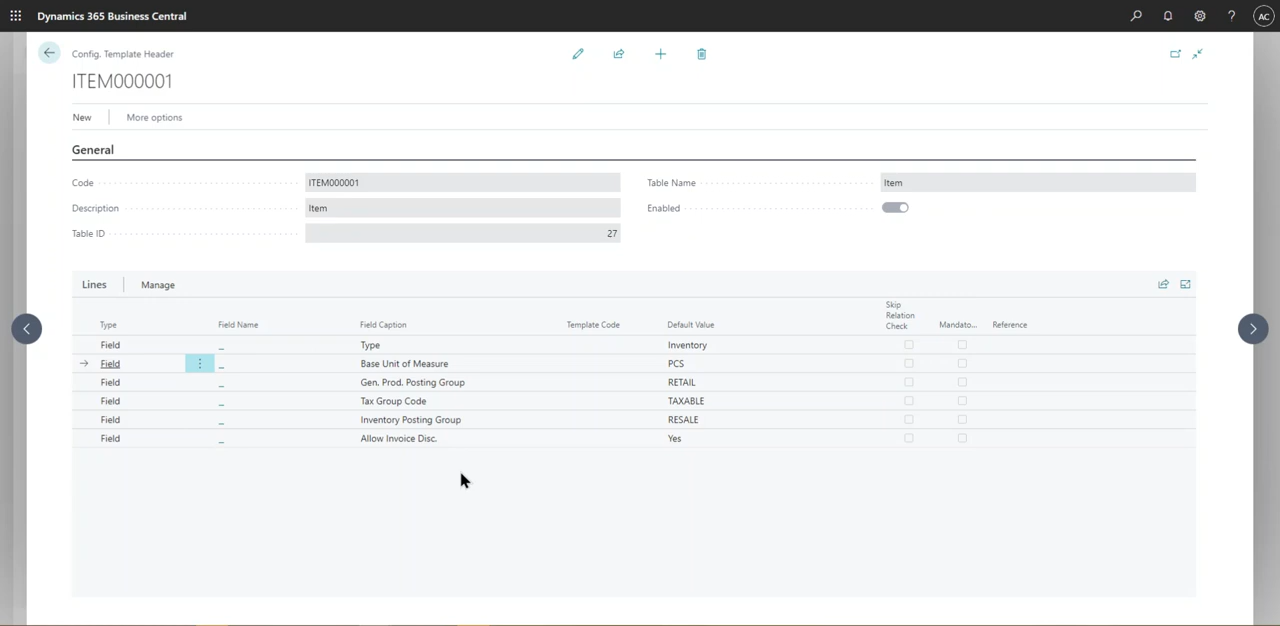 Dynamics 365 Business Central
?
AC
Config. Template Header
ITEM000001
New
More options
General
Code
ITEM000001
Table Name
Item
Description
Item
Enabled
Table ID
27
Lines
Manage
Type
Field Name
Field Caption
Template Code
Default Value
Skip
Relation
Check
Mandato...
Reference
Field
_
Type
Inventory
Field
_
Base Unit of Measure
PCS
Field
_
Gen. Prod. Posting Group
RETAIL
Field
_
Tax Group Code
TAXABLE
Field
_
Inventory Posting Group
RESALE
Field
_
Allow Invoice Disc.
Yes